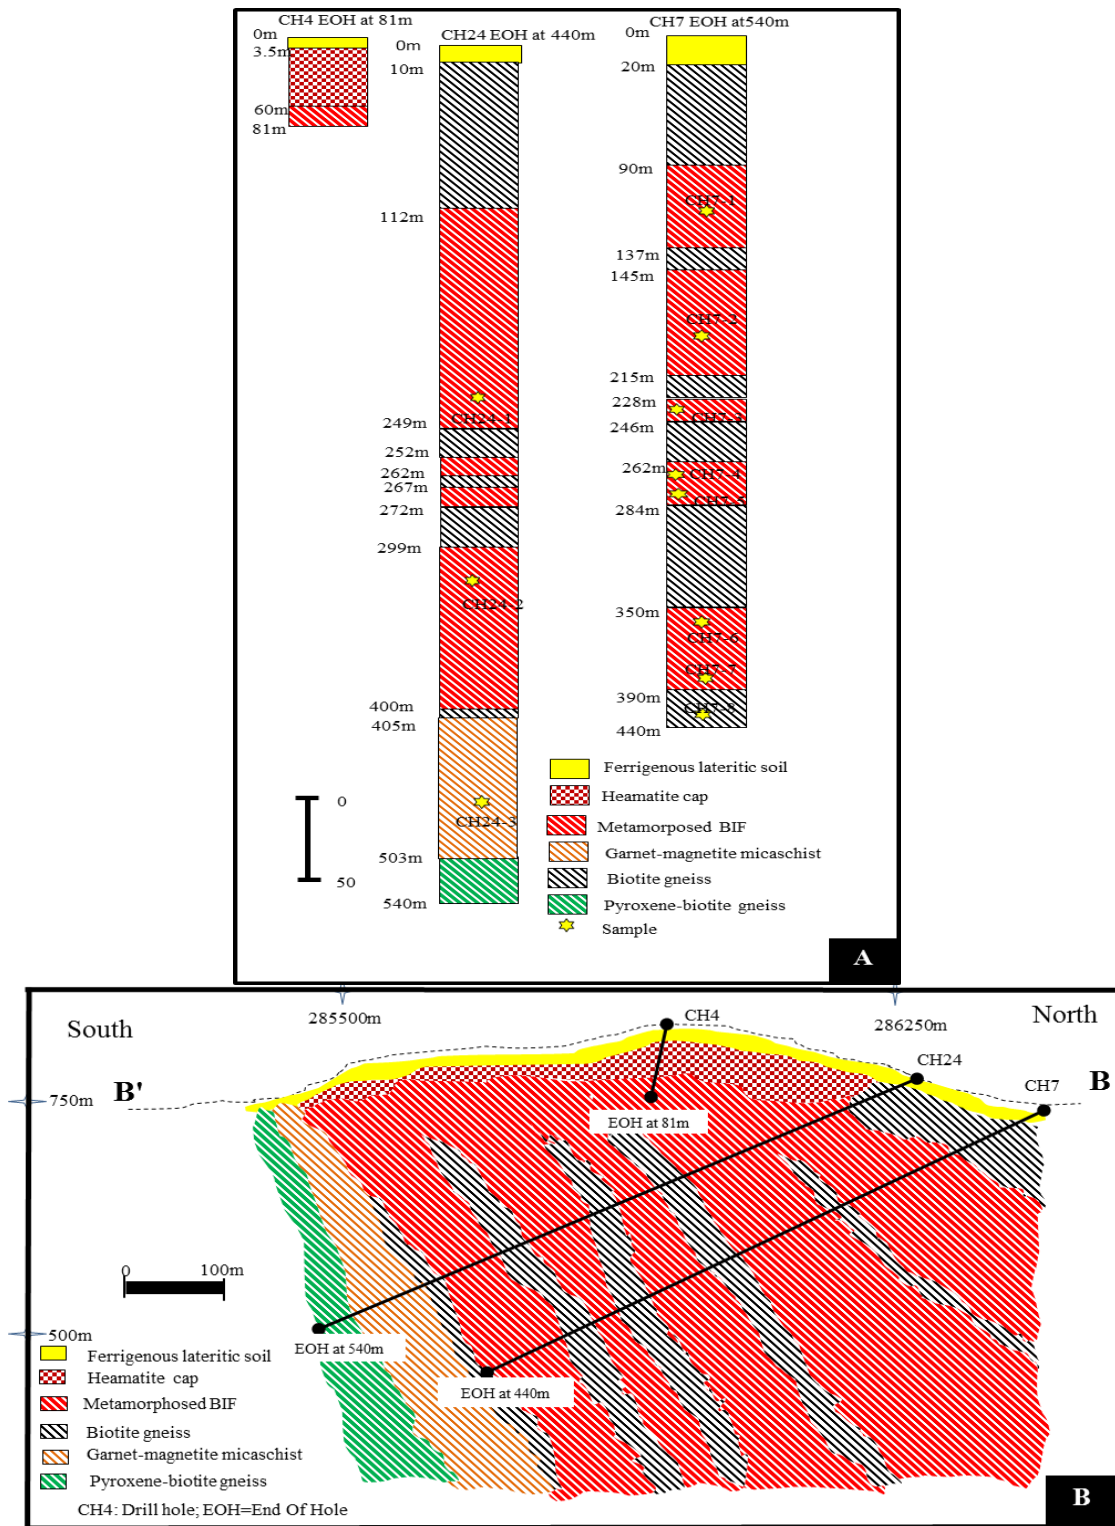 CH4 EOH at 81m
CH24 EOH at 440m
CH7 EOH at540m
0m
3.5m
60m
81m
0m
10m
112m
249m
252m
262m
267m
272m
299m
400m
405m
503m
540m
CH24-1
CH24-2
CH24-3
0m
20m
90m
137m
145m
215m
228m
246m
262m
284m
350m
390m
440m
CH7-1
CH7-2
CH7-3
CH7-4
CH7-5
CH7-6
CH7-7
CH7-8
0
50
Ferrigenous lateritic soil
Heamatite cap
Metamorposed BIF
Garnet-magnetite micaschist
Biotite gneiss
Pyroxene-biotite gneiss
Sample
A
South
285500m
CH4
286250m
North
CH24
CH7
B'
B
750m
EOH at 81m
0 100m
500m
EOH at 540m
EOH at 440m
Ferrigenous lateritic soil
Heamatite cap
Metamorphosed BIF
Biotite gneiss
Garnet-magnetite micaschist
Pyroxene-biotite gneiss
CH4: Drill hole; EOH=End Of Hole
B